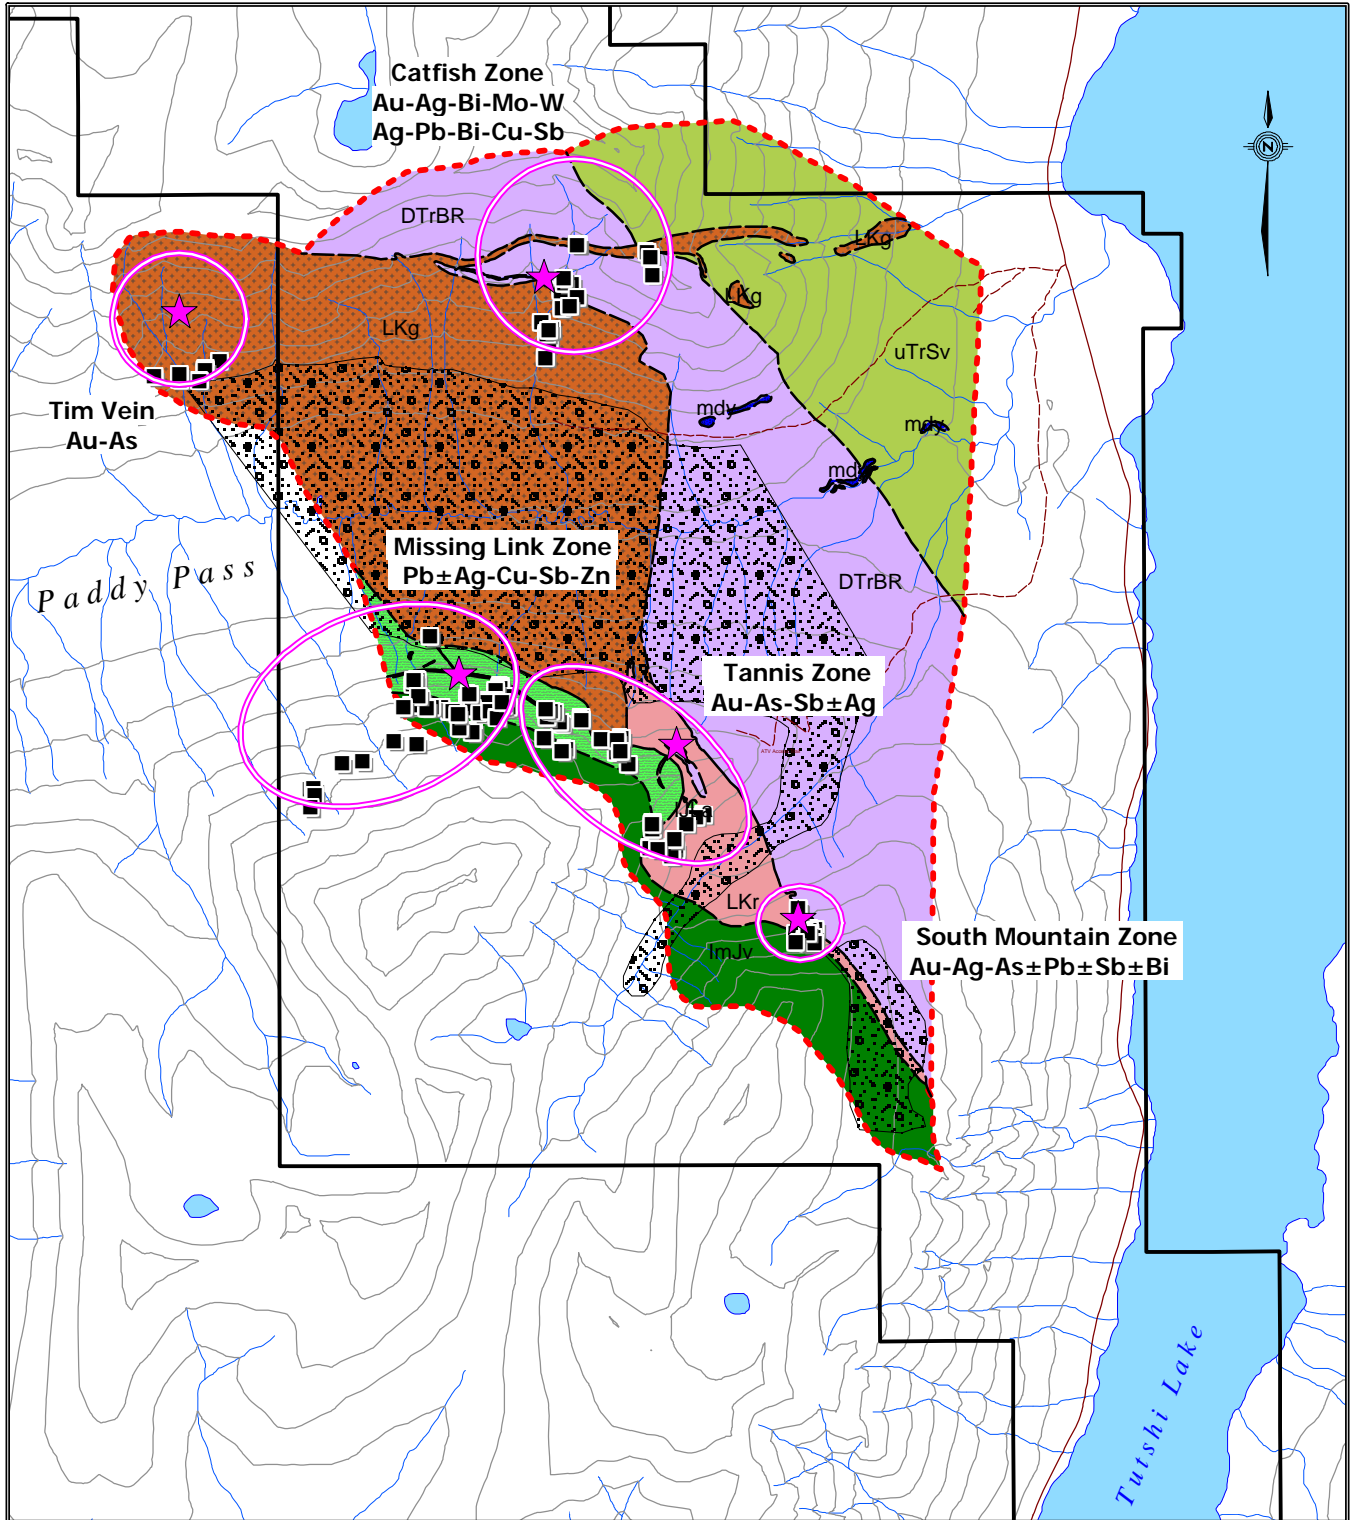 Catfish Zone
Au-Ag-Bi-Mo-W
Ag-Pb-Bi-Cu-Sb
N
DTrBR
LKg
LKg
LKg
uTrSv
Tim Vein
Au-As
mdy
mdy
Missing Link Zone
Pb±Ag-Cu-Sb-Zn
Paddy Pass
DTrBR
Tannis Zone
Au-As-Sb±Ag
LKr
South Mountain Zone
Au-Ag-As±Pb±Sb±Bi
lmJv
Tutshi Lake